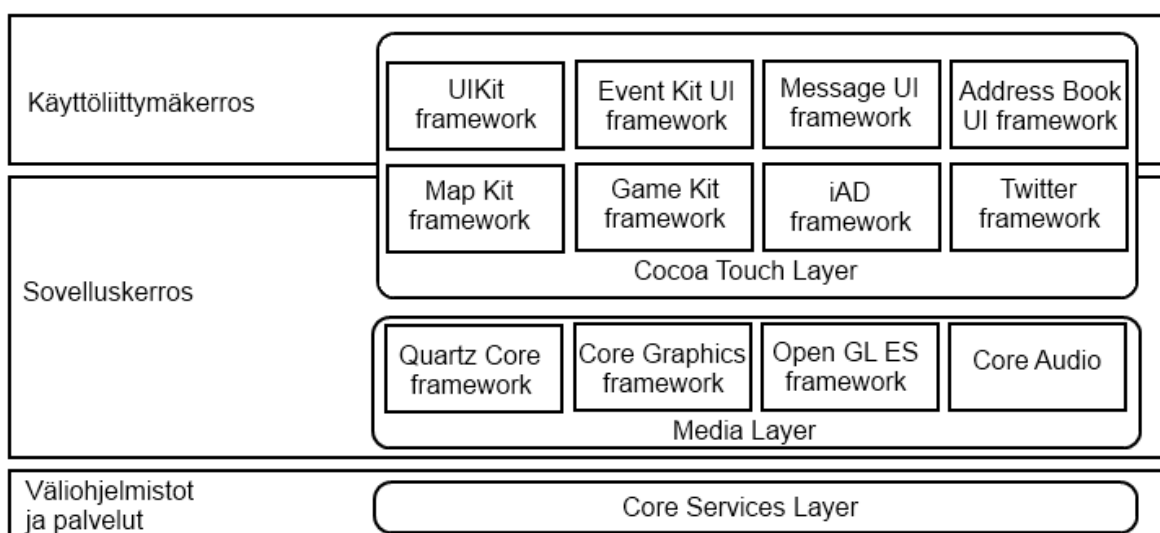 Käyttöliittymäkerros
UIKit
framework
Event Kit UI
framework
Message UI
framework
Address Book
UI framework
Sovelluskerros
Map Kit
framework
Game Kit
framework
iAD
framework
Twitter
framework
Cocoa Touch Layer
Quartz Core
framework
Core Graphics
framework
Open GL ES
framework
Core Audio
Media Layer
Väliohjelmistot
ja palvelut
Core Services Layer